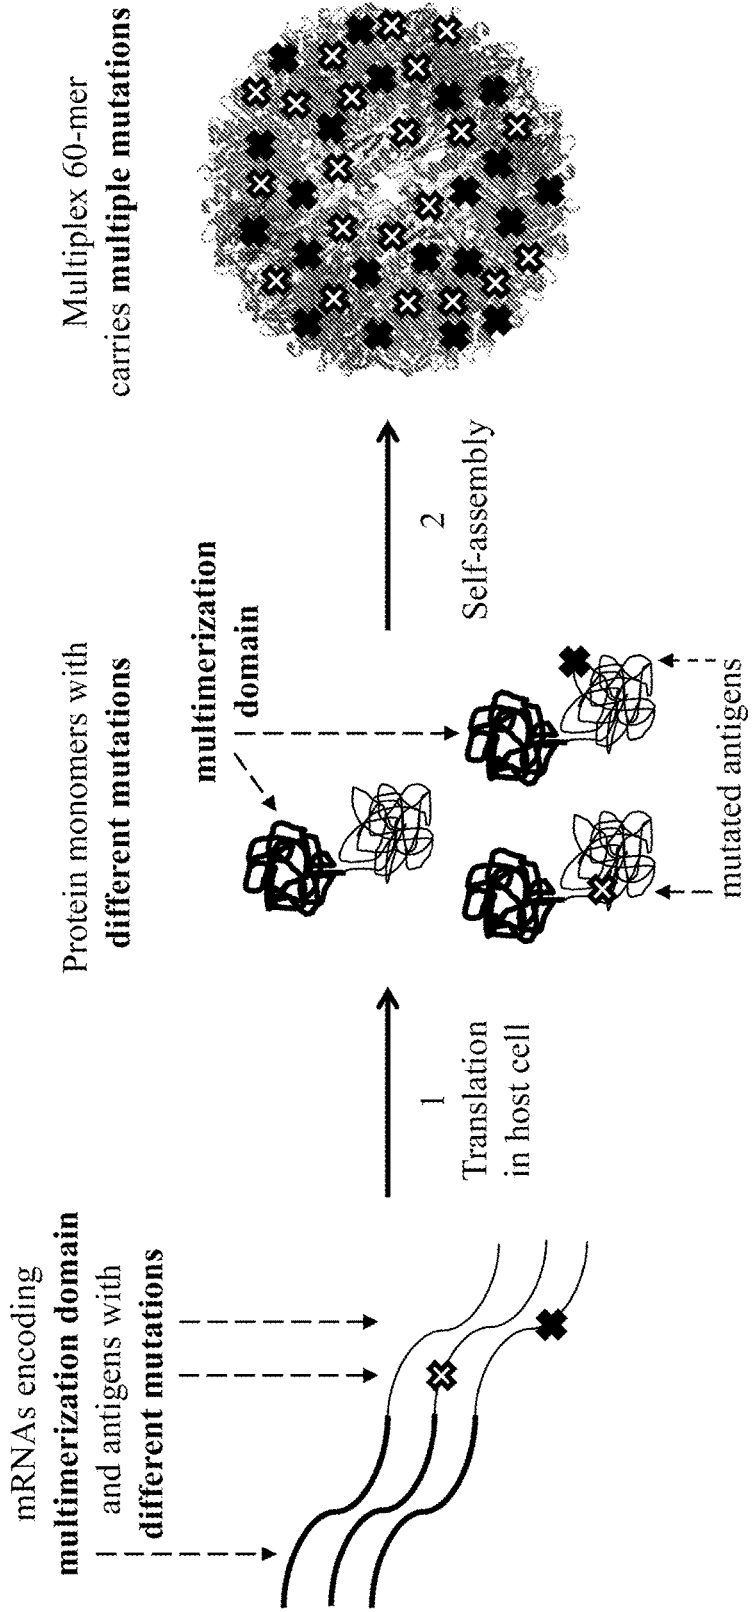 mRNAs encoding
multimerization domain
and antigens with
different mutations
1
Translation
in host cell
Protein monomers with
different mutations
multimerization
domain
mutated antigens
2
Self-assembly
Multiplex 60-mer
carries multiple mutations